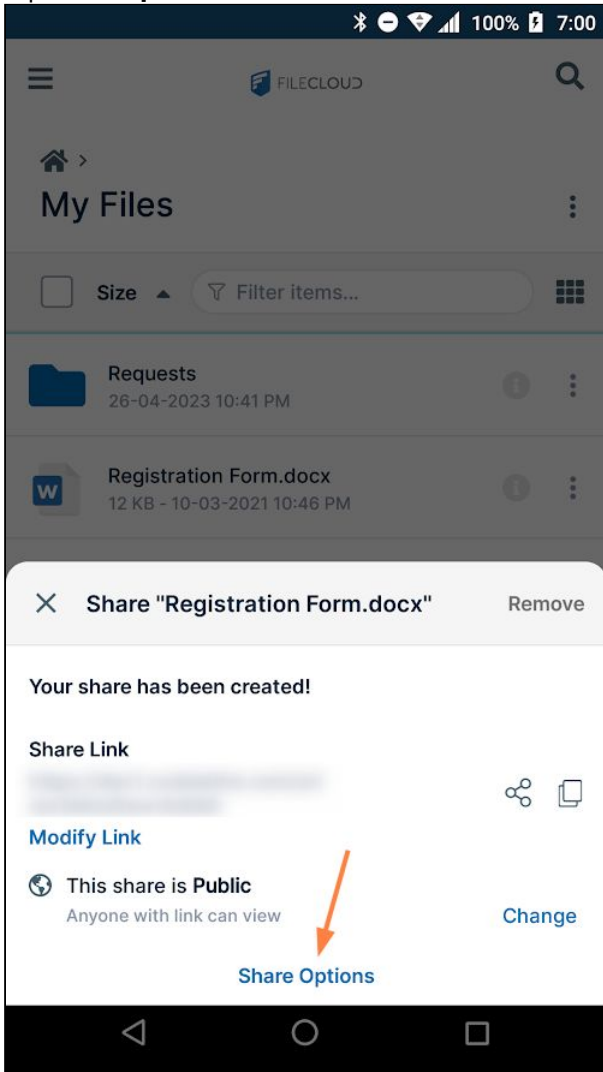 100% 7:00
FILECLOUD
>
My Files
Size Filter items...
Requests
26-04-2023 10:41 PM
W
Registration Form.docx
12 KB - 10-03-2021 10:46 PM
Share "Registration Form.docx" Remove
Your share has been created!
Share Link
Modify Link
This share is Public
Anyone with link can view
Change
Share Options